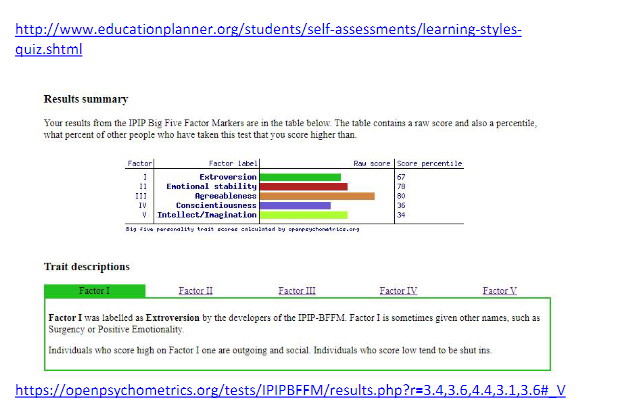 http://www.educationplanner.org/students/self-assessments/learning-styles-
quiz.shtml
Results summary
Your results from the IPIP Big Five Factor Markers are in the table below. The table contains a raw score and also a percentile,
what percent of other people who have taken this test that you score higher than.
Factor Factor label Raw score Score percentile
I Extroversion 67
II Emotional stability 78
III Agreeableness 80
IV Conscientiousness 36
V Intellect/Imagination 34
Big five personality trait scores calculated by openpsychometrics.org
Trait descriptions
Factor I Factor II Factor III Factor IV Factor V
Factor I was labelled as Extroversion by the developers of the IPIP-BFFM. Factor I is sometimes given other names, such as
Surgency or Positive Emotionality.
Individuals who score high on Factor I one are outgoing and social. Individuals who score low tend to be shut ins.
https://openpsychometrics.org/tests/IPIPBFFM/results.php?r=3.4,3.6,4.4,3.1,3.6#_V